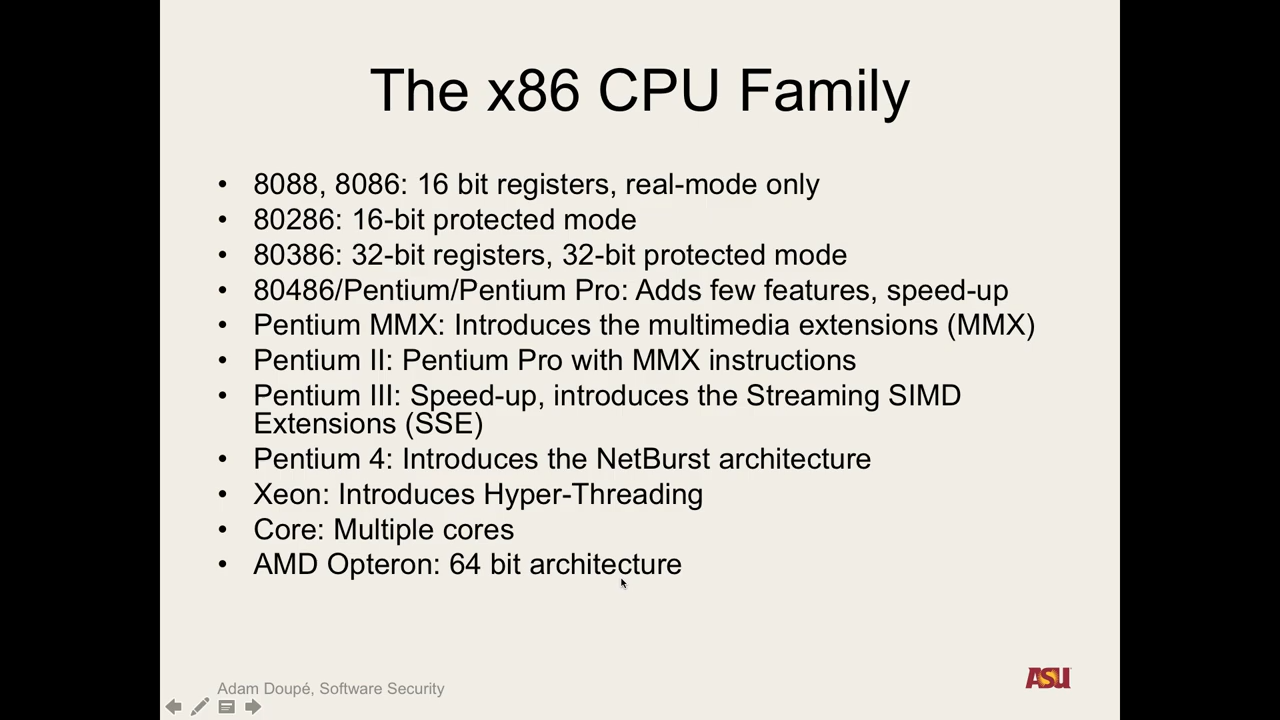 The x86 CPU Family
• 8088, 8086: 16 bit registers, real-mode only
• 80286: 16-bit protected mode
• 80386: 32-bit registers, 32-bit protected mode
• 80486/Pentium/Pentium Pro: Adds few features, speed-up
• Pentium MMX: Introduces the multimedia extensions (MMX)
• Pentium II: Pentium Pro with MMX instructions
• Pentium III: Speed-up, introduces the Streaming SIMD
Extensions (SSE)
• Pentium 4: Introduces the NetBurst architecture
• Xeon: Introduces Hyper-Threading
• Core: Multiple cores
• AMD Opteron: 64 bit architecture
Adam Doupé, Software Security
ASU